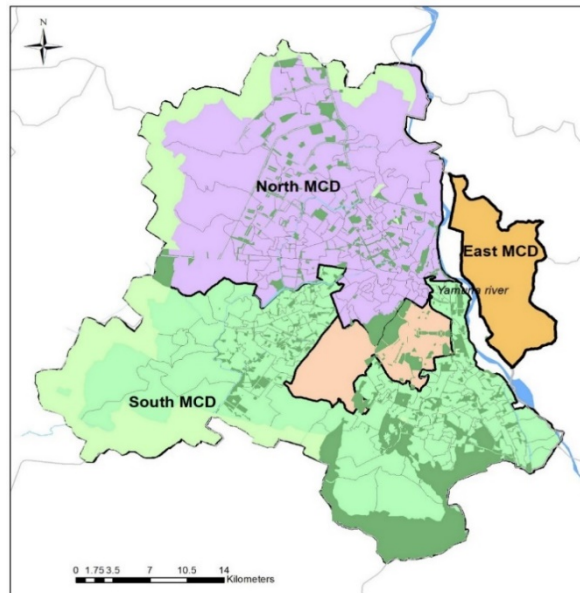 N
North MCD
East MCD
Yamuna river
South MCD
0 1.75 3.5 7 10.5 14
Kilometers